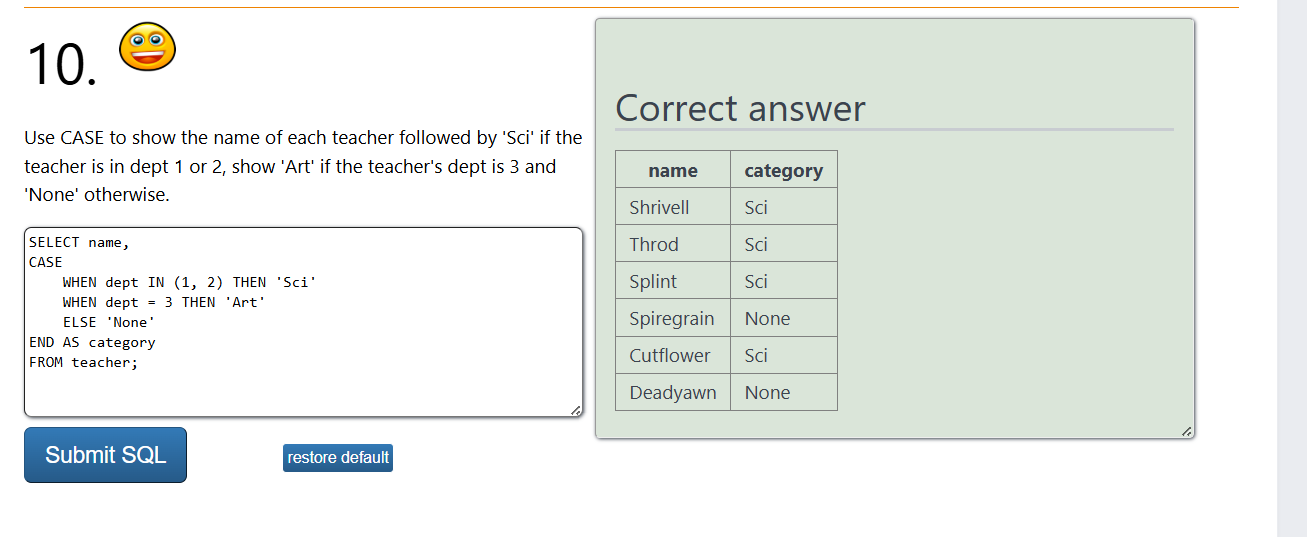 10.
Use CASE to show the name of each teacher followed by 'Sci' if the
teacher is in dept 1 or 2, show 'Art' if the teacher's dept is 3 and
'None' otherwise.
SELECT name,
CASE
    WHEN dept IN (1, 2) THEN 'Sci'
    WHEN dept = 3 THEN 'Art'
    ELSE 'None'
END AS category
FROM teacher;
Submit SQL
restore default
Correct answer
name category
Shrivell Sci
Throd Sci
Splint Sci
Spiregrain None
Cutflower Sci
Deadyawn None